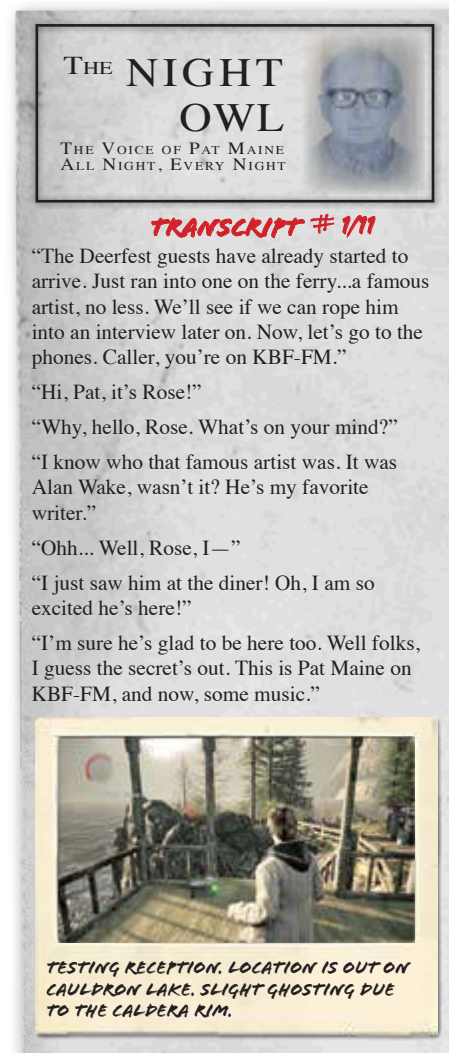 THE NIGHT
OWL
THE VOICE OF PAT MAINE
ALL NIGHT, EVERY NIGHT
TRANSCRIPT # 1/11
“The Deerfest guests have already started to
arrive. Just ran into one on the ferry...a famous
artist, no less. We’ll see if we can rope him
into an interview later on. Now, let’s go to the
phones. Caller, you’re on KBF-FM.”
“Hi, Pat, it’s Rose!”
“Why, hello, Rose. What’s on your mind?”
“I know who that famous artist was. It was
Alan Wake, wasn’t it? He’s my favorite
writer.”
“Ohh... Well, Rose, I—”
“I just saw him at the diner! Oh, I am so
excited he’s here!”
“I’m sure he’s glad to be here too. Well folks,
I guess the secret’s out. This is Pat Maine on
KBF-FM, and now, some music.”
TESTING RECEPTION. LOCATION IS OUT ON
CAULDRON LAKE. SLIGHT GHOSTING DUE
TO THE CALDERA RIM.